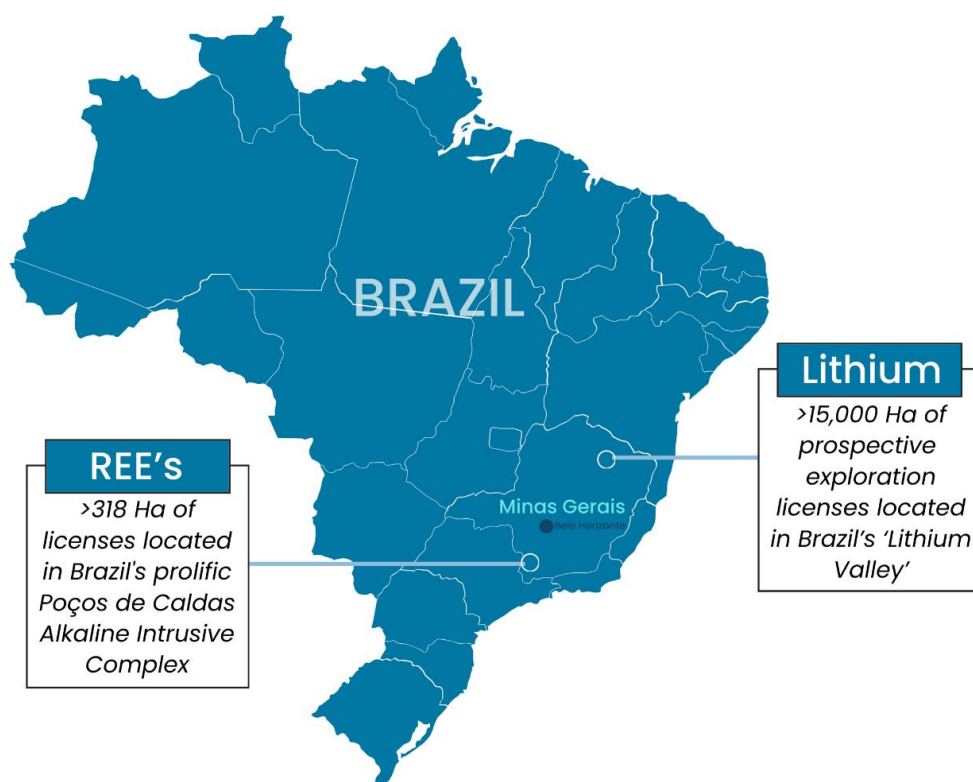 BRAZIL
Lithium
>15,000 Ha of
prospective
exploration
licenses located
in Brazil's ‘Lithium
Valley’
REE's
>318 Ha of
licenses located
in Brazil's prolific
Poços de Caldas
Alkaline Intrusive
Complex
Minas Gerais
Belo Horizonte